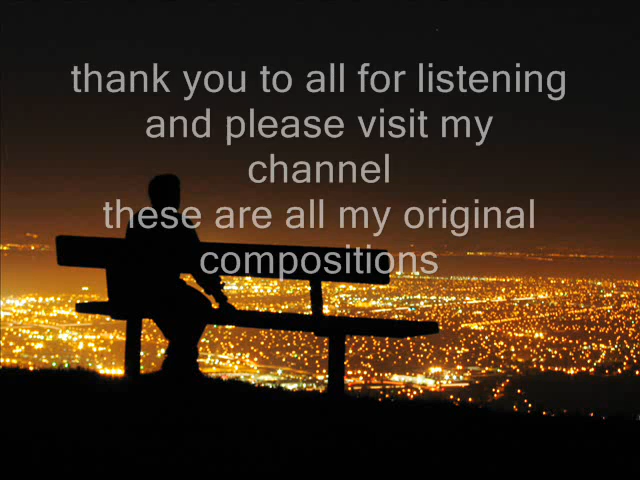 thank you to all for listening
and please visit my
channel
these are all my original
compositions